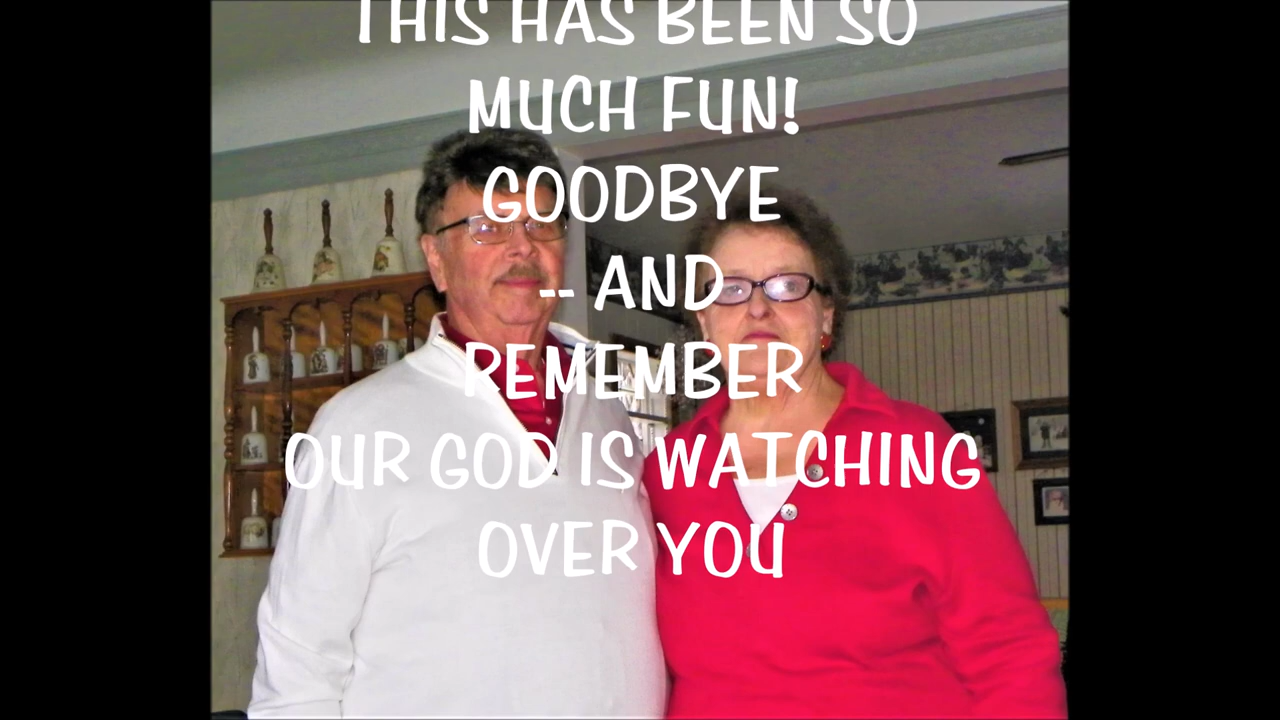 THIS HAS BEEN SO
MUCH FUN!
GOODBYE
-- AND
REMEMBER
OUR GOD IS WATCHING
OVER YOU